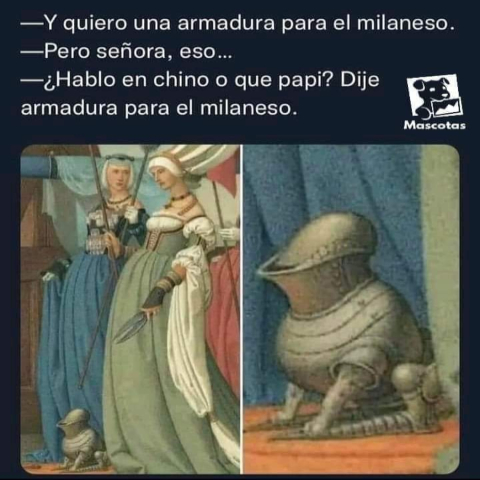 —Y quiero una armadura para el milaneso.
—Pero señora, eso...
—¿Hablo en chino o que papi? Dije
armadura para el milaneso.
Mascotas